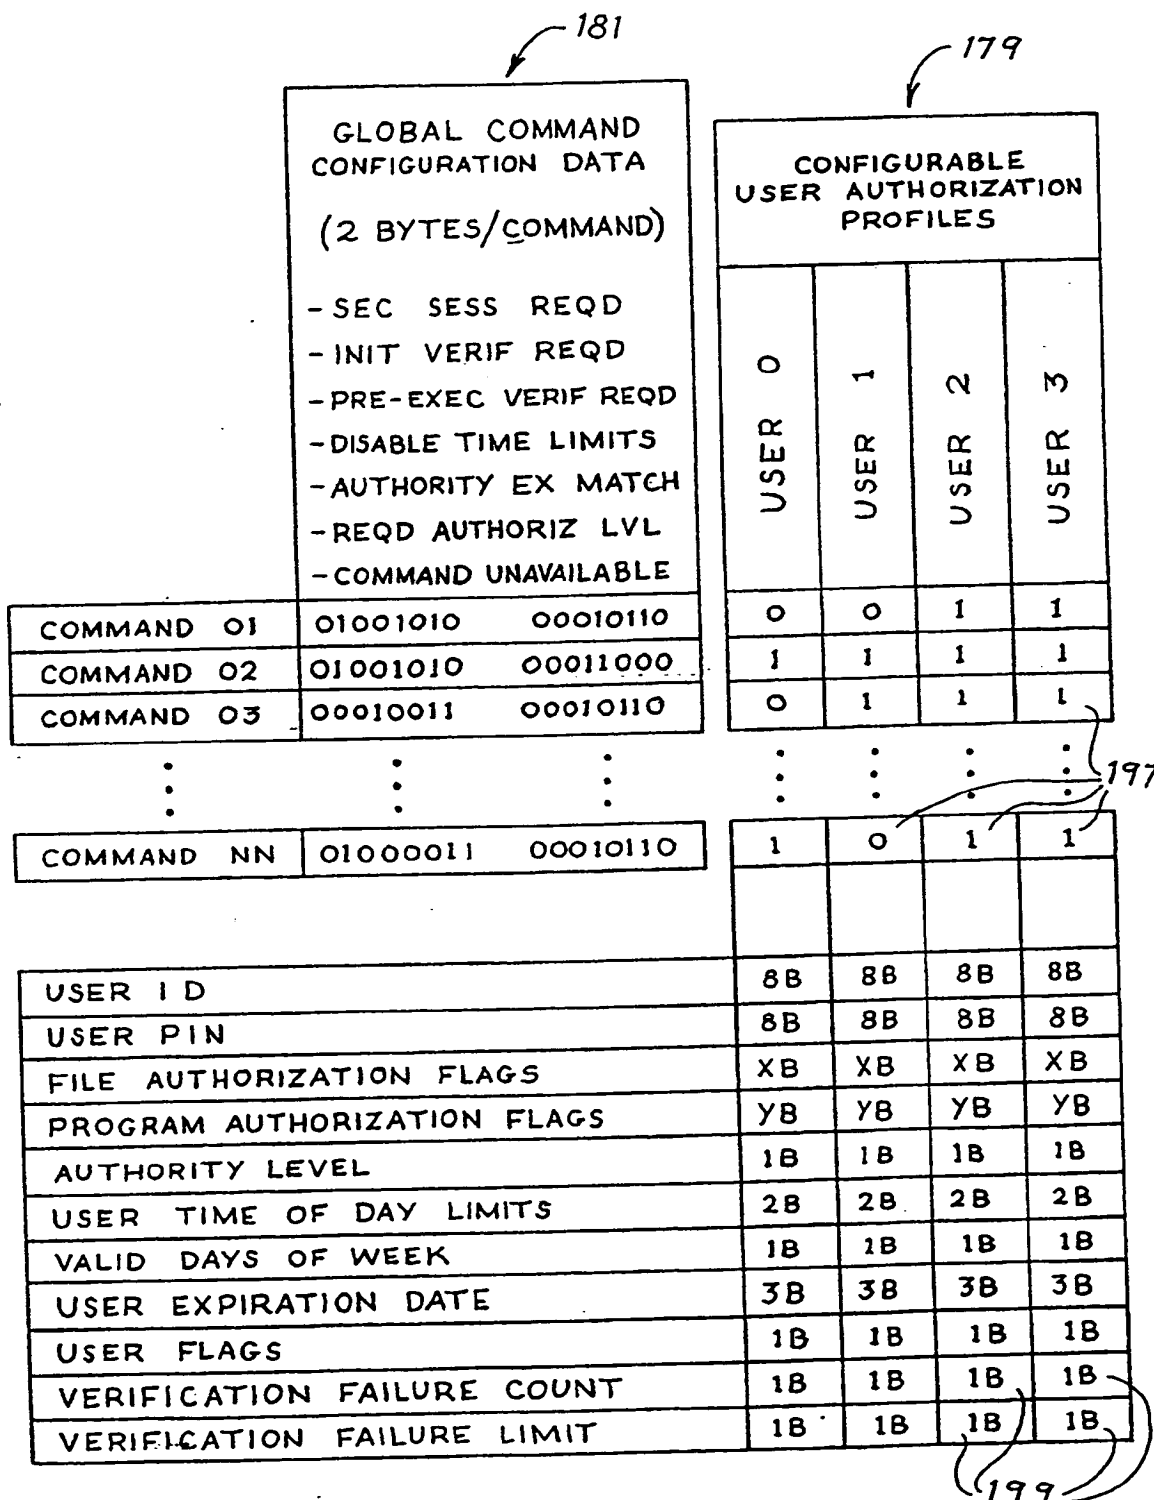 181
179
GLOBAL COMMAND
CONFIGURATION DATA
(2 BYTES/COMMAND)
- SEC SESS REQD
- INIT VERIF REQD
- PRE-EXEC VERIF REQD
- DISABLE TIME LIMITS
- AUTHORITY EX MATCH
- REQD AUTHORIZ LVL
- COMMAND UNAVAILABLE
CONFIGURABLE
USER AUTHORIZATION
PROFILES
USER 0
USER 1
USER 2
USER 3
COMMAND 01 01001010 00010110 0 0 1 1
COMMAND 02 01001010 00011000 1 1 1 1
COMMAND 03 00010011 00010110 0 1 1 1
197
COMMAND NN 01000011 00010110 1 0 1 1
USER ID 8B 8B 8B 8B
USER PIN 8B 8B 8B 8B
FILE AUTHORIZATION FLAGS XB XB XB XB
PROGRAM AUTHORIZATION FLAGS YB YB YB YB
AUTHORITY LEVEL 1B 1B 1B 1B
USER TIME OF DAY LIMITS 2B 2B 2B 2B
VALID DAYS OF WEEK 1B 1B 1B 1B
USER EXPIRATION DATE 3B 3B 3B 3B
USER FLAGS 1B 1B 1B 1B
VERIFICATION FAILURE COUNT 1B 1B 1B 1B
VERIFICATION FAILURE LIMIT 1B 1B 1B 1B
199